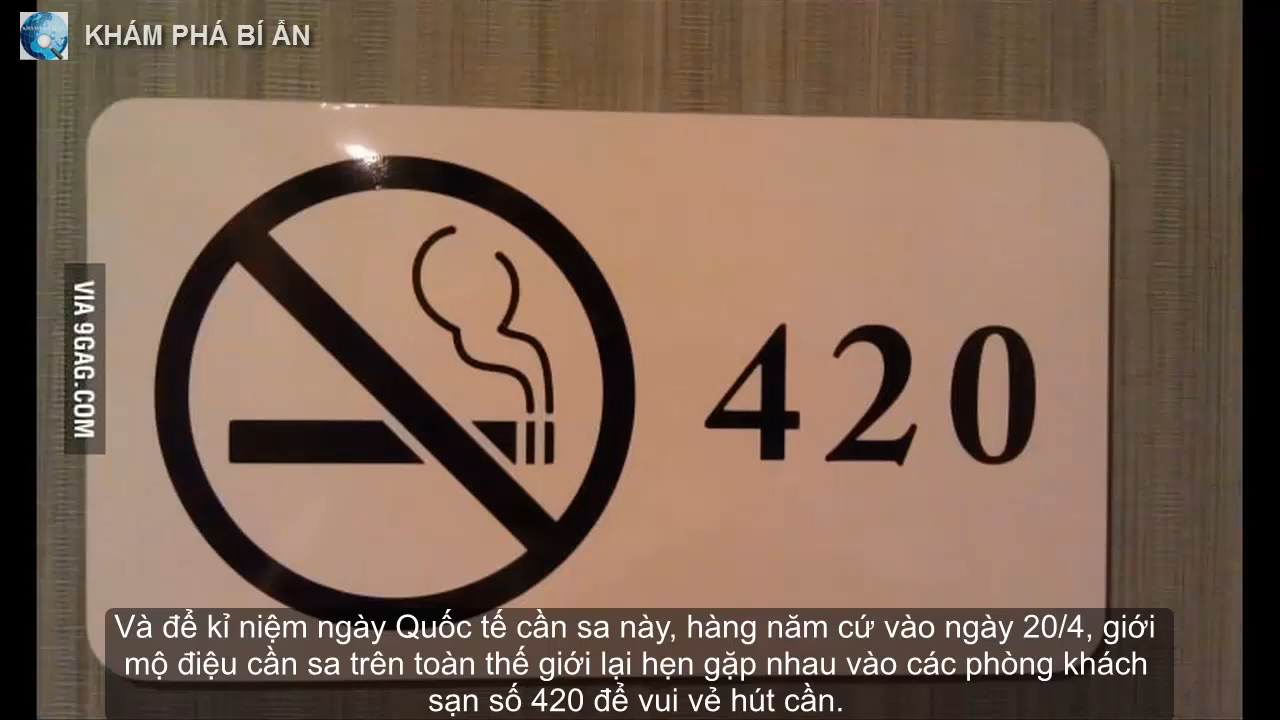 KHÁM PHÁ BÍ ẨN
VIA 9GAG.COM
420
Và để kỉ niệm ngày Quốc tế cần sa này, hàng năm cứ vào ngày 20/4, giới
mộ điệu cần sa trên toàn thế giới lại hẹn gặp nhau vào các phòng khách
sạn số 420 để vui vẻ hút cần.